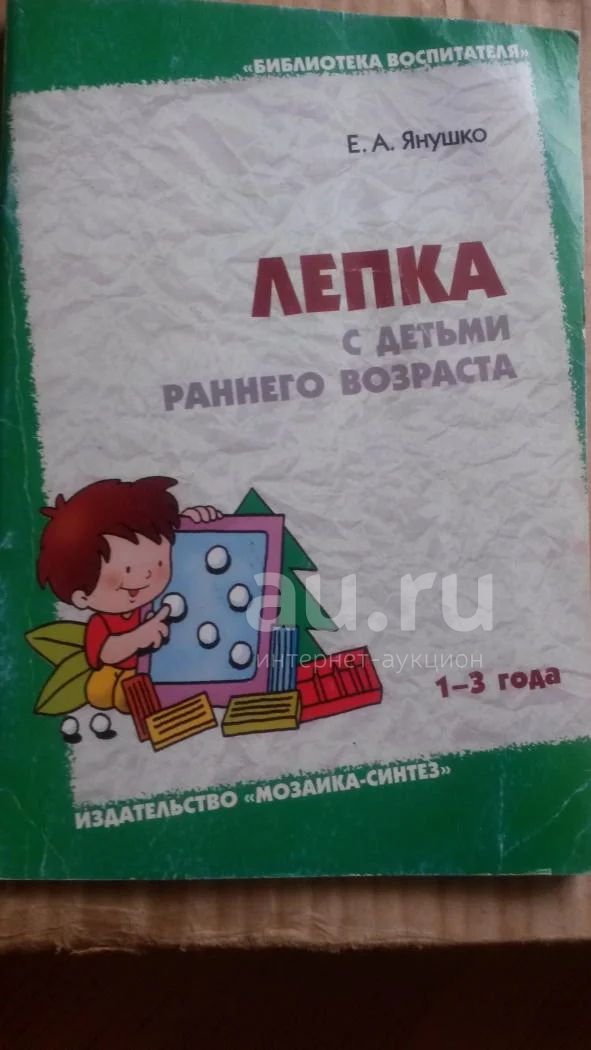 «БИБЛИОТЕКА ВОСПИТАТЕЛЯ»
Е. А. Янушко
ЛЕПКА
С ДЕТЬМИ
РАННЕГО ВОЗРАСТА
au.ru
интернет-аукцион
1–3 года
ИЗДАТЕЛЬСТВО «МОЗАИКА-СИНТЕЗ»